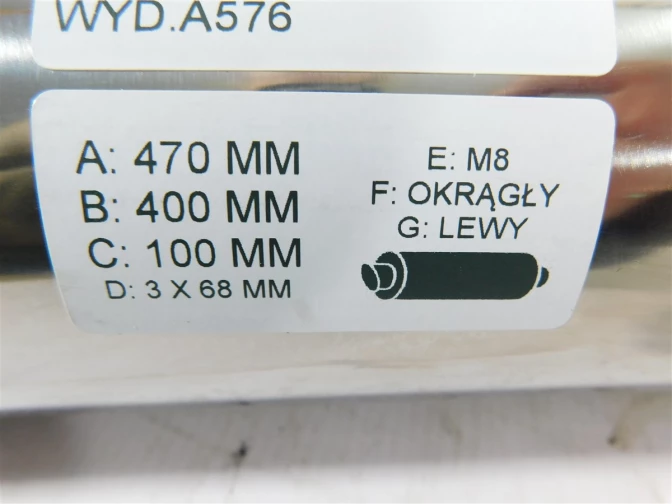 WYD.A576
A: 470 MM
B: 400 MM
C: 100 MM
D: 3 X 68 MM
E: M8
F: OKRĄGŁY
G: LEWY